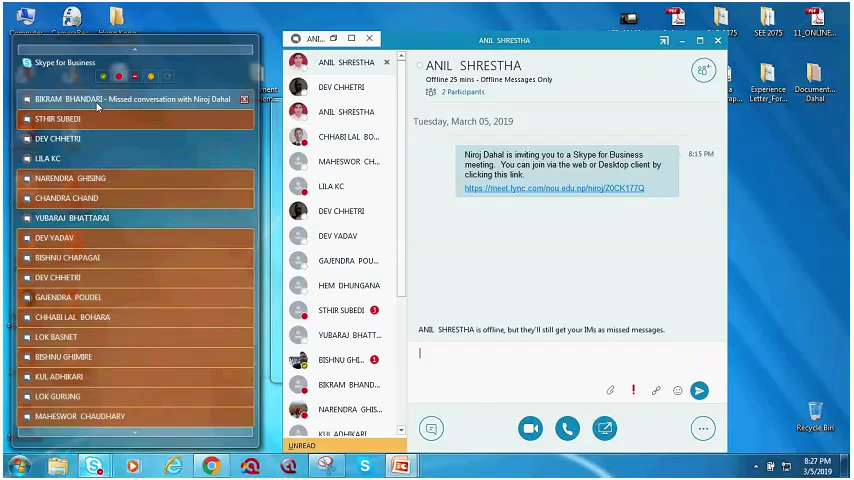 Skype for Business
BIKRAM BHANDARI - Missed conversation with Niroj Dahal
STHIR SUBEDI
DEV CHHETRI
LILA KC
NARENDRA GHISING
CHANDRA CHAND
YUBARAJ BHATTARAI
DEV YADAV
BISHNU CHAPAGAI
DEV CHHETRI
GAJENDRA POUDEL
CHHABI LAL BOHARA
LOK BASNET
BISHNU GHIMIRE
KUL ADHIKARI
LOK GURUNG
MAHESWOR CHAUDHARY
ANIL...
ANIL SHRESTHA
DEV CHHETRI
ANIL SHRESTHA
CHHABI LAL BO...
MAHESWOR CH...
LILA KC
DEV CHHETRI
DEV YADAV
GAJENDRA POU...
HEM DHUNGANA
STHIR SUBEDI 3
YUBARAJ BHATT...
BISHNU GHI... 1
BIKRAM BHAND...
NARENDRA GHIS...
KUL ADHIKARI
UNREAD
ANIL SHRESTHA
ANIL SHRESTHA
Offline 25 mins - Offline Messages Only
2 Participants
Tuesday, March 05, 2019
Niroj Dahal is inviting you to a Skype for Business
meeting. You can join via the web or Desktop client by
clicking this link.
https://meet.lync.com/nou.edu.np/niroj/Z0CK177Q
8:15 PM
ANIL SHRESTHA is offline, but they'll still get your IMs as missed messages.
SEE 2075
11_ONLINE...
Experience
Letter_For...
Documents
Dahal
Recycle Bin
8:27 PM
3/5/2019